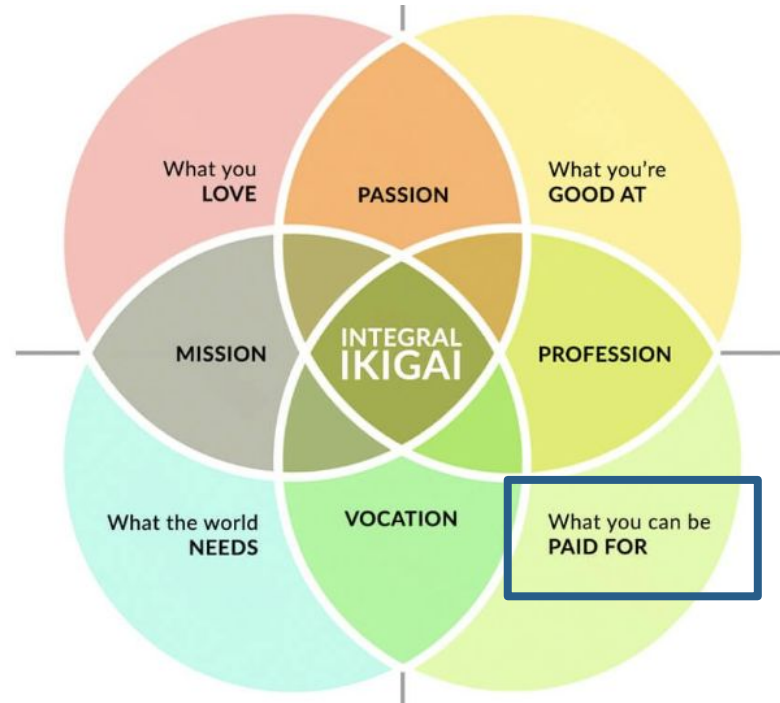 What you
LOVE
PASSION
What you're
GOOD AT
MISSION
INTEGRAL
IKIGAI
PROFESSION
What the world
NEEDS
VOCATION
What you can be
PAID FOR